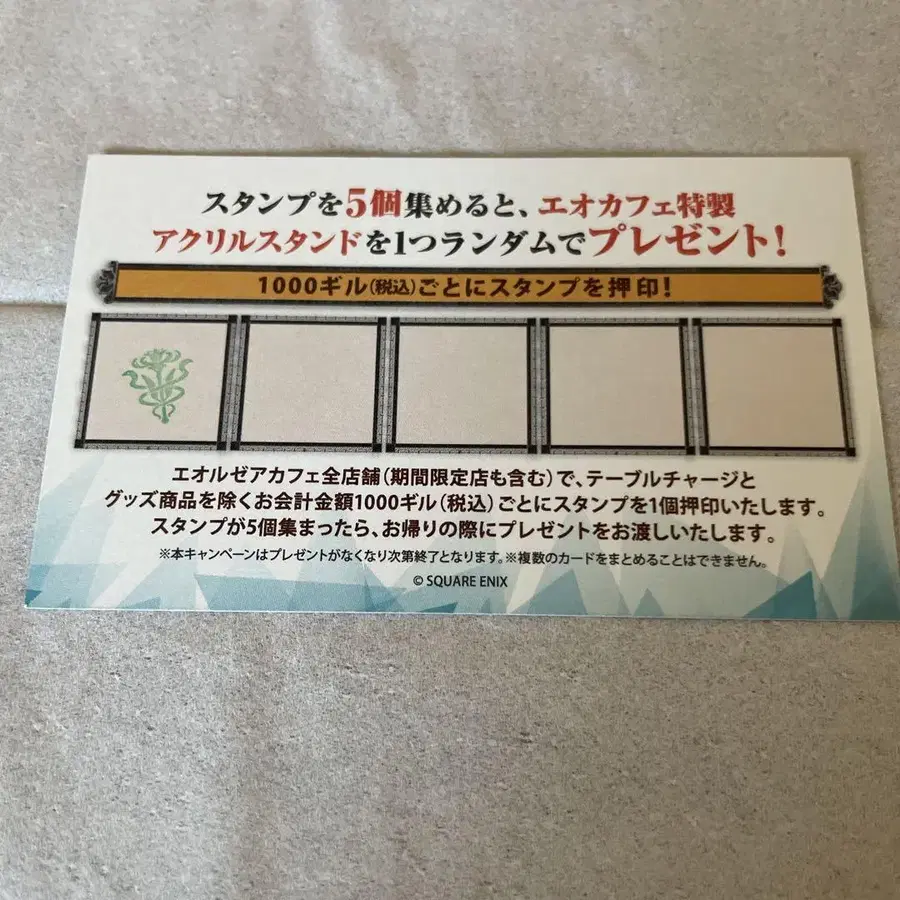 スタンプを5個集めると、エオカフェ特製
アクリルスタンドを1つランダムでプレゼント!
1000ギル(税込)ごとにスタンプを押印!
エオルゼアカフェ全店舗(期間限定店も含む)で、テーブルチャージと
グッズ商品を除くお会計金額1000ギル(税込)ごとにスタンプを1個押印いたします。
スタンプが5個集まったら、お帰りの際にプレゼントをお渡しいたします。
※本キャンペーンはプレゼントがなくなり次第終了となります。※複数のカードをまとめることはできません。
© SQUARE ENIX